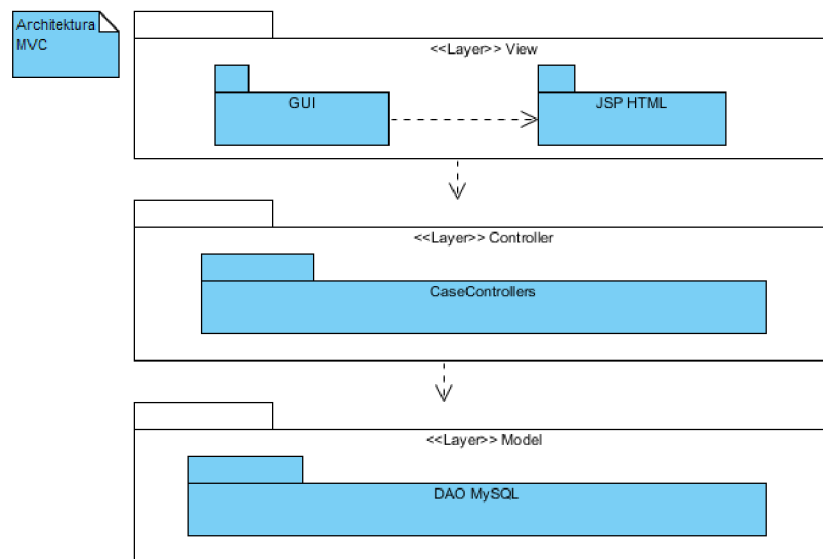 Architektura
MVC
<<Layer>> View
GUI
JSP HTML
<<Layer>> Controller
CaseControllers
<<Layer>> Model
DAO MySQL